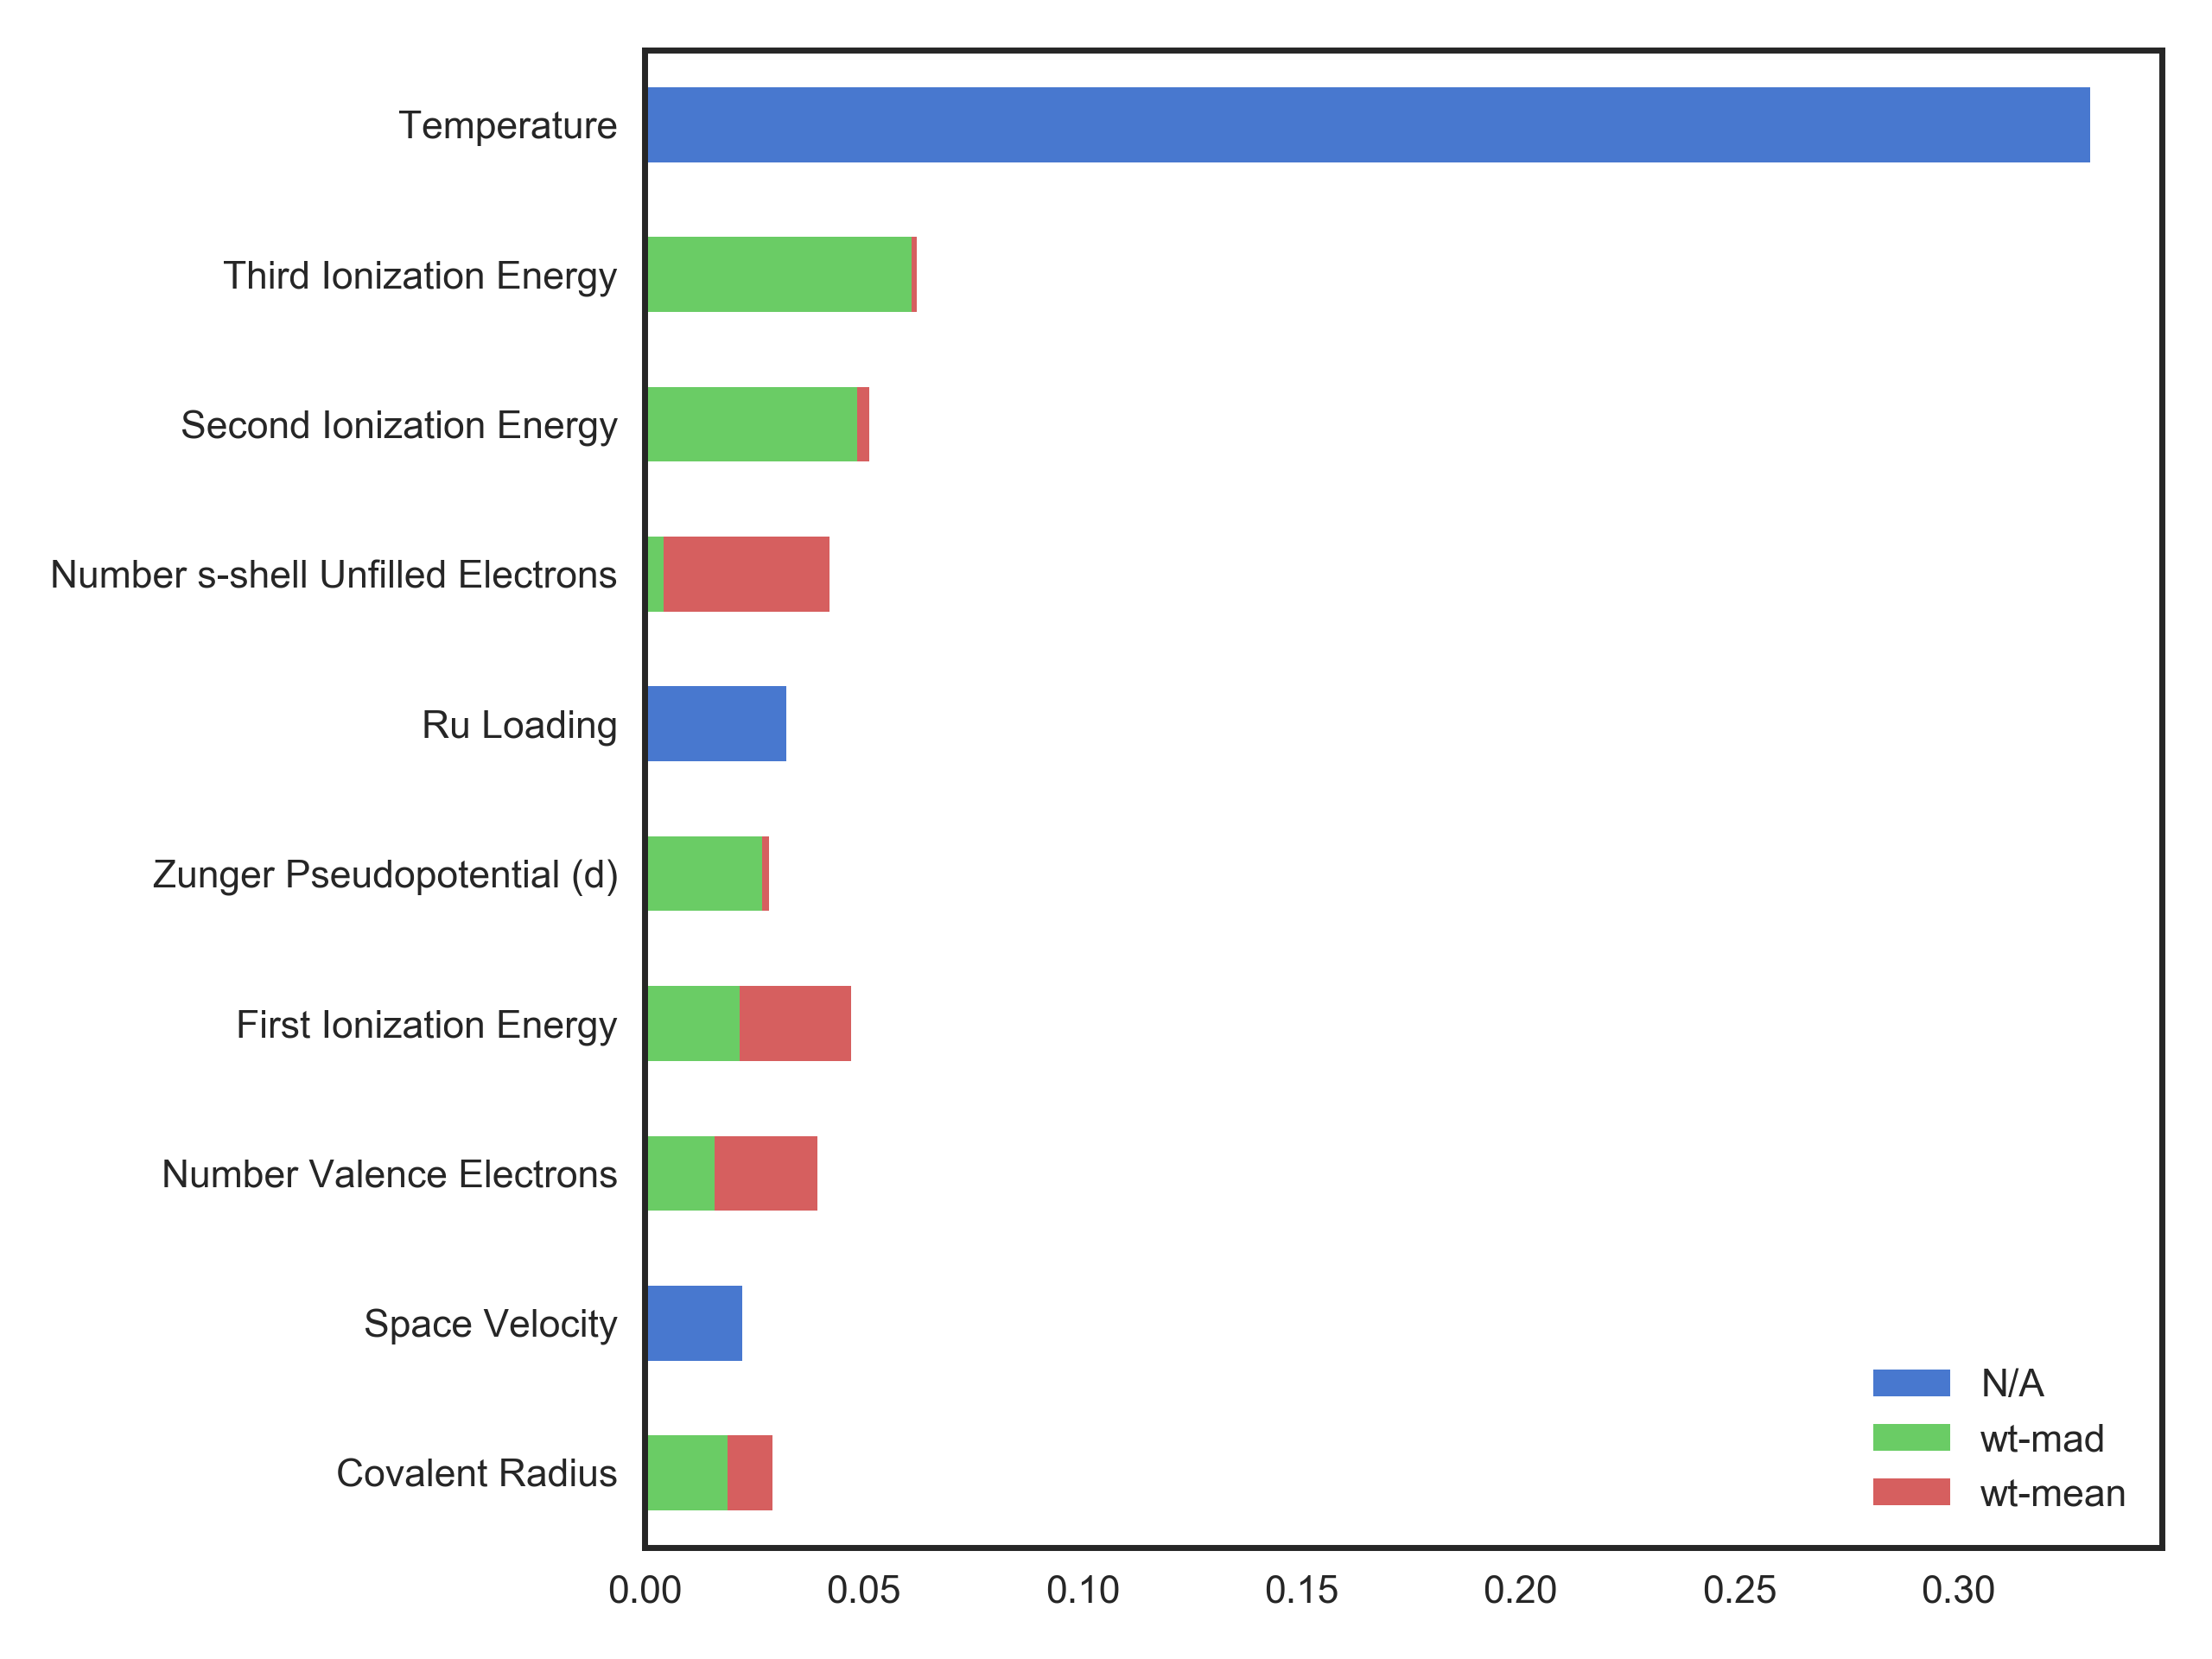 Temperature
Third Ionization Energy
Second Ionization Energy
Number s-shell Unfilled Electrons
Ru Loading
Zunger Pseudopotential (d)
First Ionization Energy
Number Valence Electrons
Space Velocity
Covalent Radius
N/A
wt-mad
wt-mean
0.00 0.05 0.10 0.15 0.20 0.25 0.30